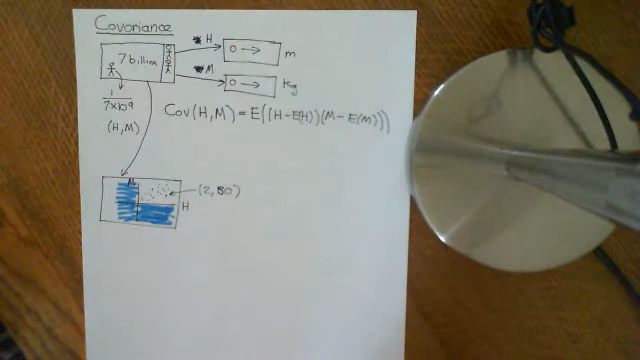 Covariance
H
0 → m
7 billion
M
0 → kg
1
7×10⁹
Cov(H,M) = E((H-E(H))(M-E(M)))
(H,M)
M
(2,80)
H